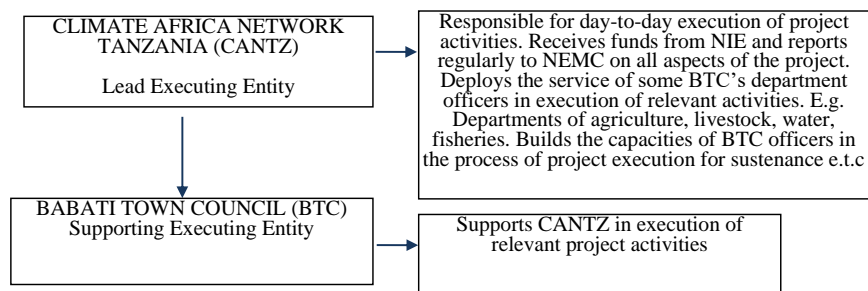 CLIMATE AFRICA NETWORK
TANZANIA (CANTZ)
Lead Executing Entity
Responsible for day-to-day execution of project
activities. Receives funds from NIE and reports
regularly to NEMC on all aspects of the project.
Deploys the service of some BTC’s department
officers in execution of relevant activities. E.g.
Departments of agriculture, livestock, water,
fisheries. Builds the capacities of BTC officers in
the process of project execution for sustenance e.t.c
BABATI TOWN COUNCIL (BTC)
Supporting Executing Entity
Supports CANTZ in execution of
relevant project activities